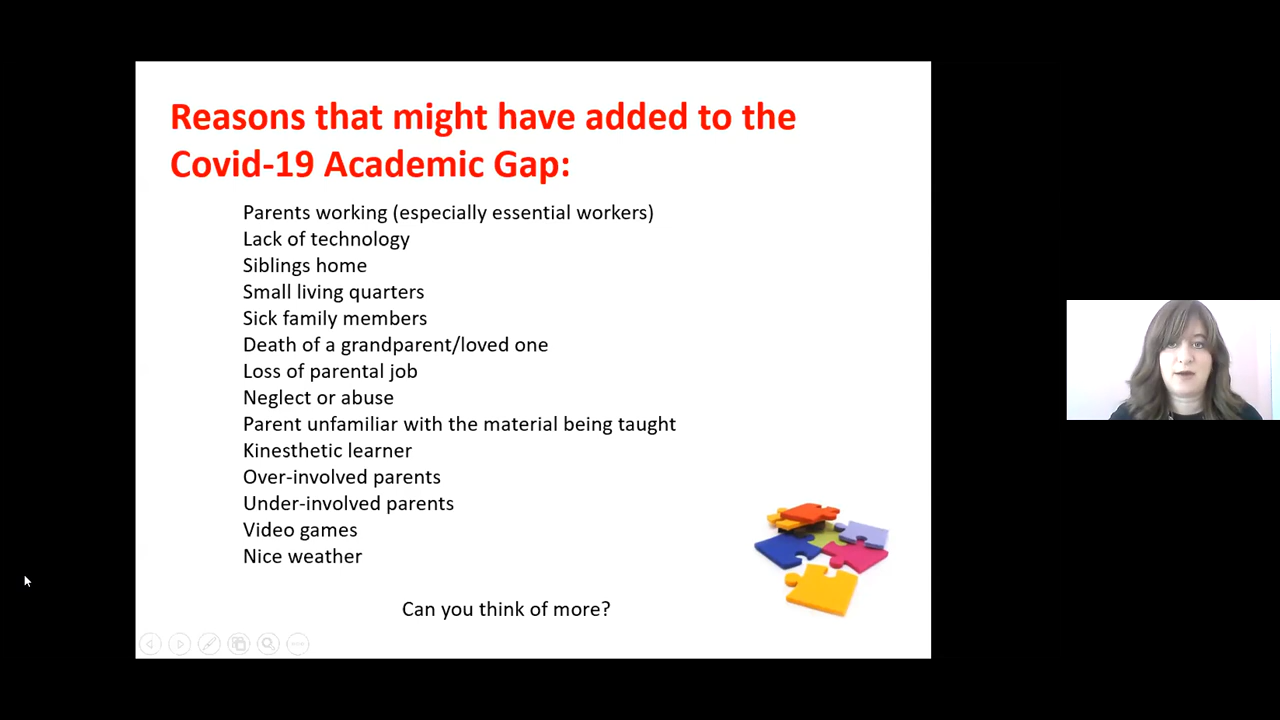 Reasons that might have added to the
Covid-19 Academic Gap:
Parents working (especially essential workers)
Lack of technology
Siblings home
Small living quarters
Sick family members
Death of a grandparent/loved one
Loss of parental job
Neglect or abuse
Parent unfamiliar with the material being taught
Kinesthetic learner
Over-involved parents
Under-involved parents
Video games
Nice weather
Can you think of more?